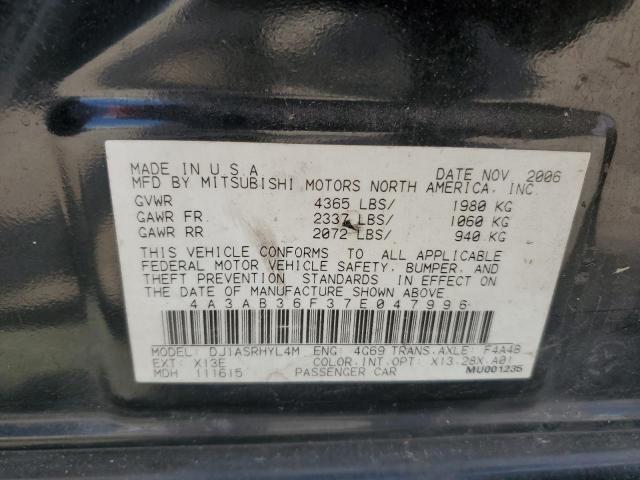 MADE IN U.S.A. DATE NOV 2006
MFD BY MITSUBISHI MOTORS NORTH AMERICA, INC.
GVWR 4365 LBS/ 1980 KG
GAWR FR 2337 LBS/ 1060 KG
GAWR RR 2072 LBS/ 940 KG
THIS VEHICLE CONFORMS TO ALL APPLICABLE
FEDERAL MOTOR VEHICLE SAFETY, BUMPER, AND
THEFT PREVENTION STANDARDS IN EFFECT ON
THE DATE OF MANUFACTURE SHOWN ABOVE
4A3AB36F37E047996
MODEL: DJ1ASRHYL4M ENG: 4G69 TRANS.AXLE: F4A4B
EXT: X13E COLOR.INT.OPT: X13.28X.A01
MDH 111615 PASSENGER CAR MU001235